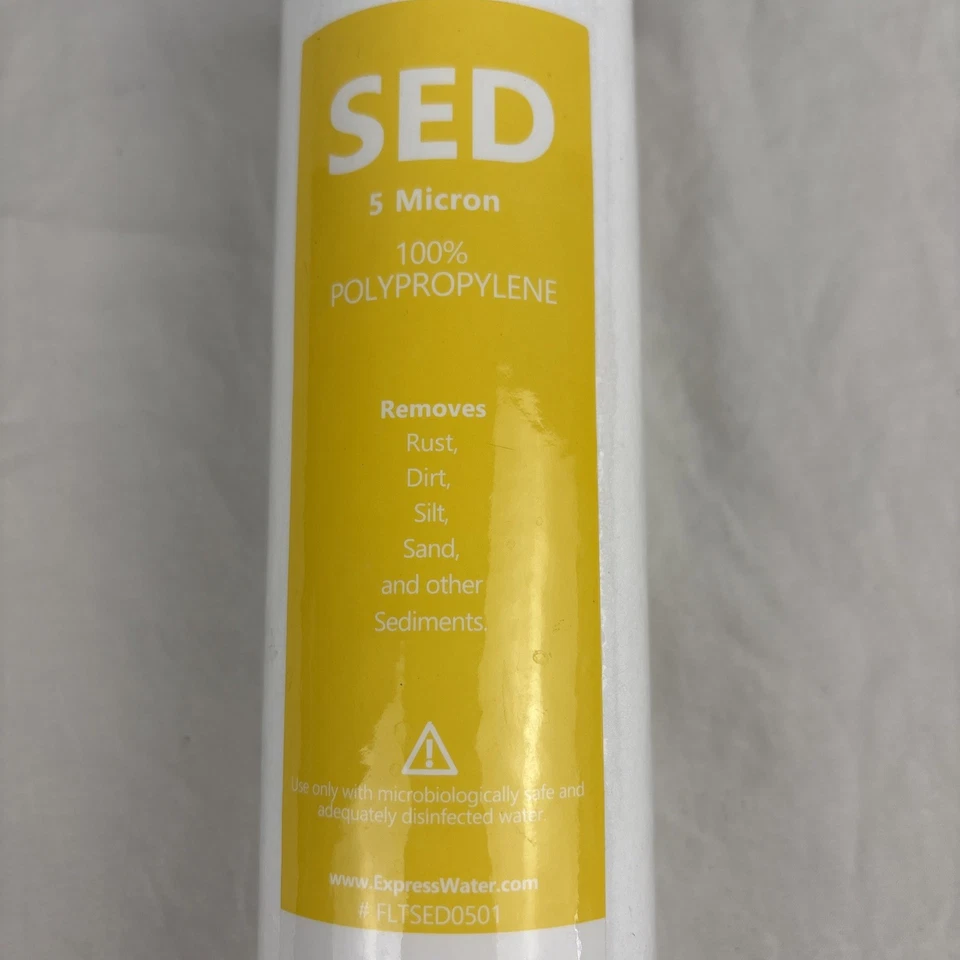 SED
5 Micron
100%
POLYPROPYLENE
Removes
Rust,
Dirt,
Silt,
Sand,
and other
Sediments.
Use only with microbiologically safe and
adequately disinfected water.
www.ExpressWater.com
# FLTSED0501